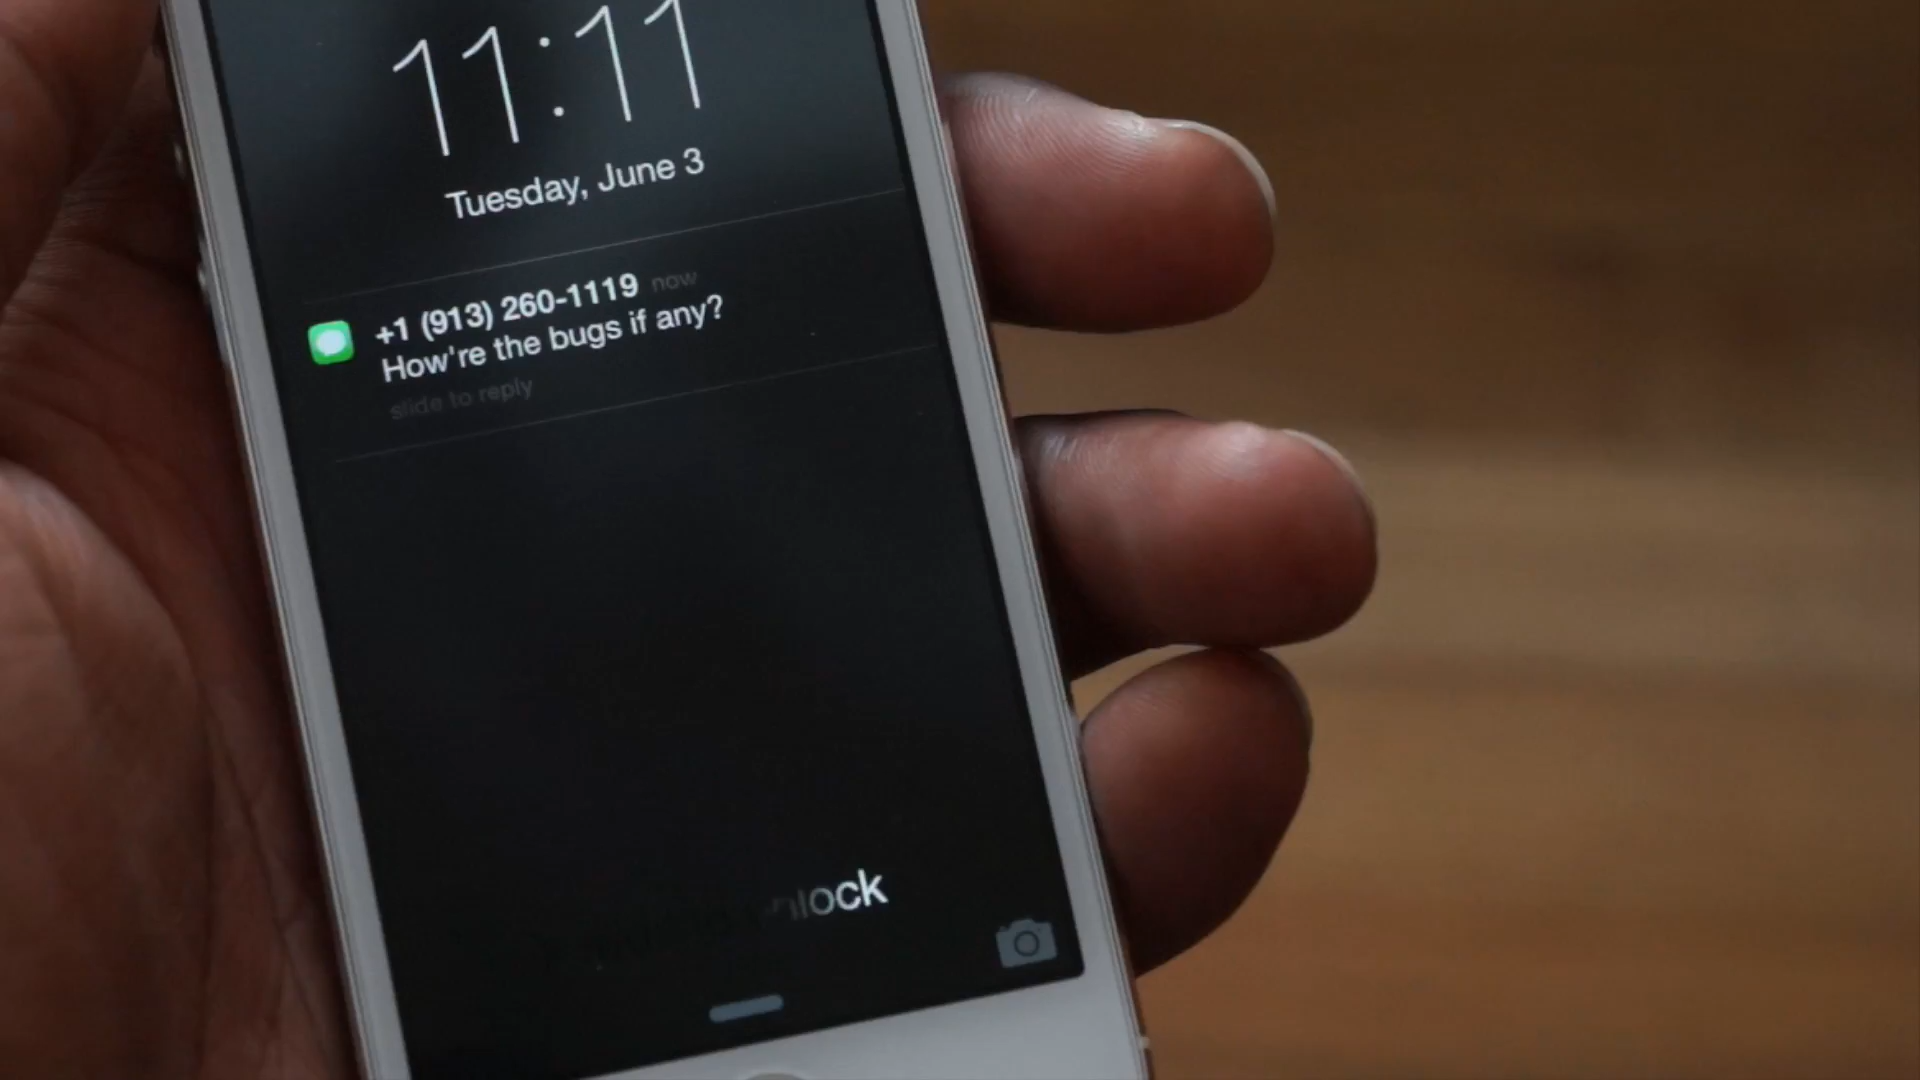 11:11
Tuesday, June 3
+1 (913) 260-1119 now
How're the bugs if any?
slide to reply
nlock